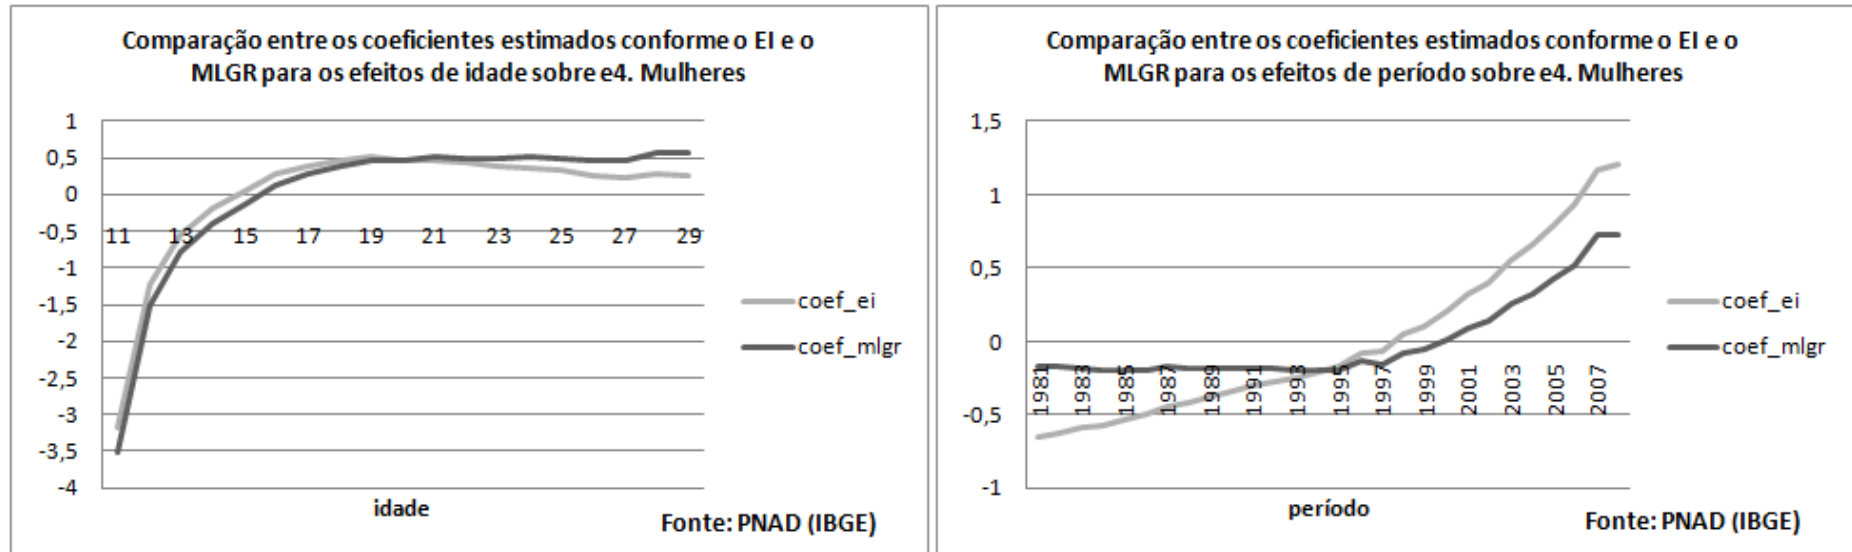 Comparação entre os coeficientes estimados conforme o EI e o
MLGR para os efeitos de idade sobre e4. Mulheres
1
0,5
0
-0,5
-1
-1,5
-2
-2,5
-3
-3,5
-4
11 13 15 17 19 21 23 25 27 29
coef_ei
coef_mlgr
idade
Fonte: PNAD (IBGE)
Comparação entre os coeficientes estimados conforme o EI e o
MLGR para os efeitos de período sobre e4. Mulheres
1,5
1
0,5
0
-0,5
-1
1981 1983 1985 1987 1989 1991 1993 1995 1997 1999 2001 2003 2005 2007
coef_ei
coef_mlgr
período
Fonte: PNAD (IBGE)